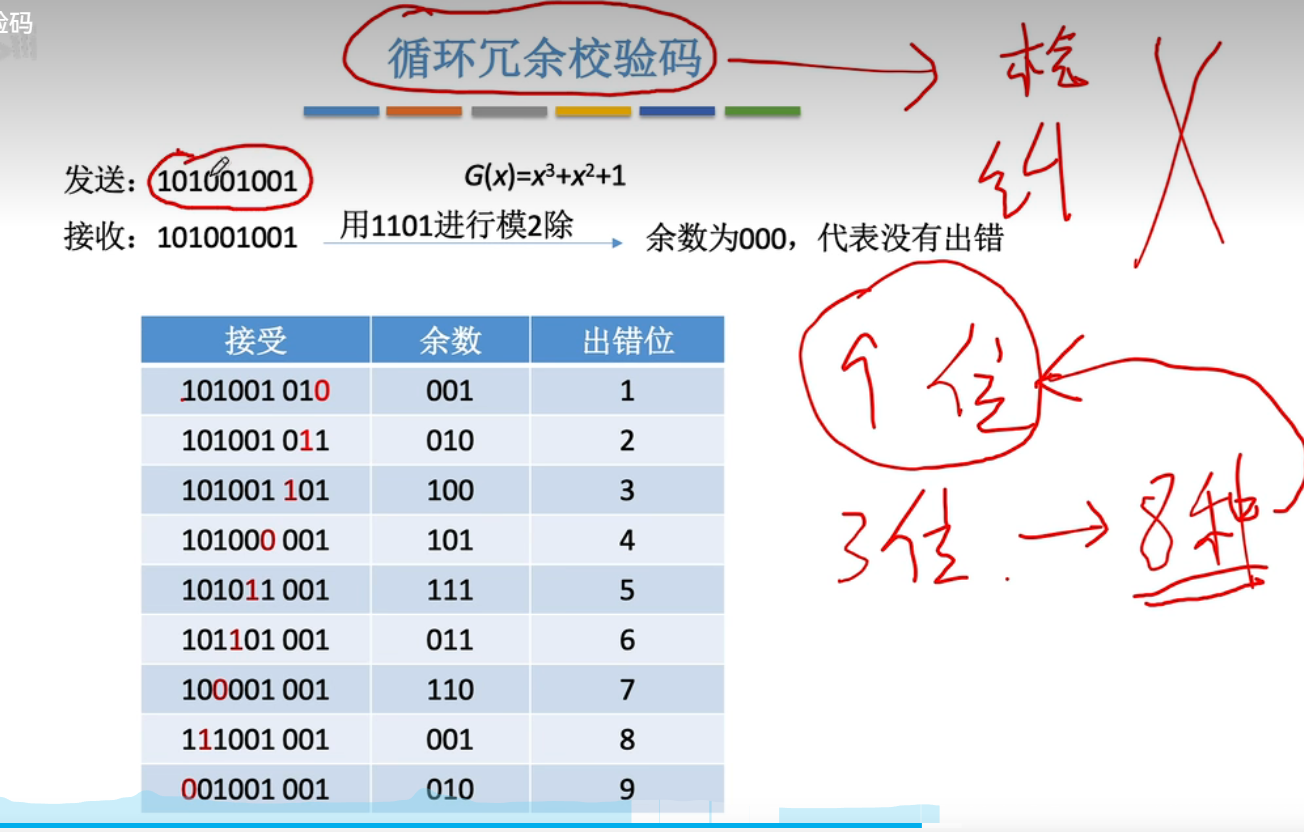 验码
循环冗余校验码
检
纠
发送：101001001
G(x)=x³+x²+1
接收：101001001
用1101进行模2除
余数为000，代表没有出错
接受 余数 出错位
101001 010 001 1
101001 011 010 2
101001 101 100 3
101000 001 101 4
101011 001 111 5
101101 001 011 6
100001 001 110 7
111001 001 001 8
001001 001 010 9
9位
3位 → 8种